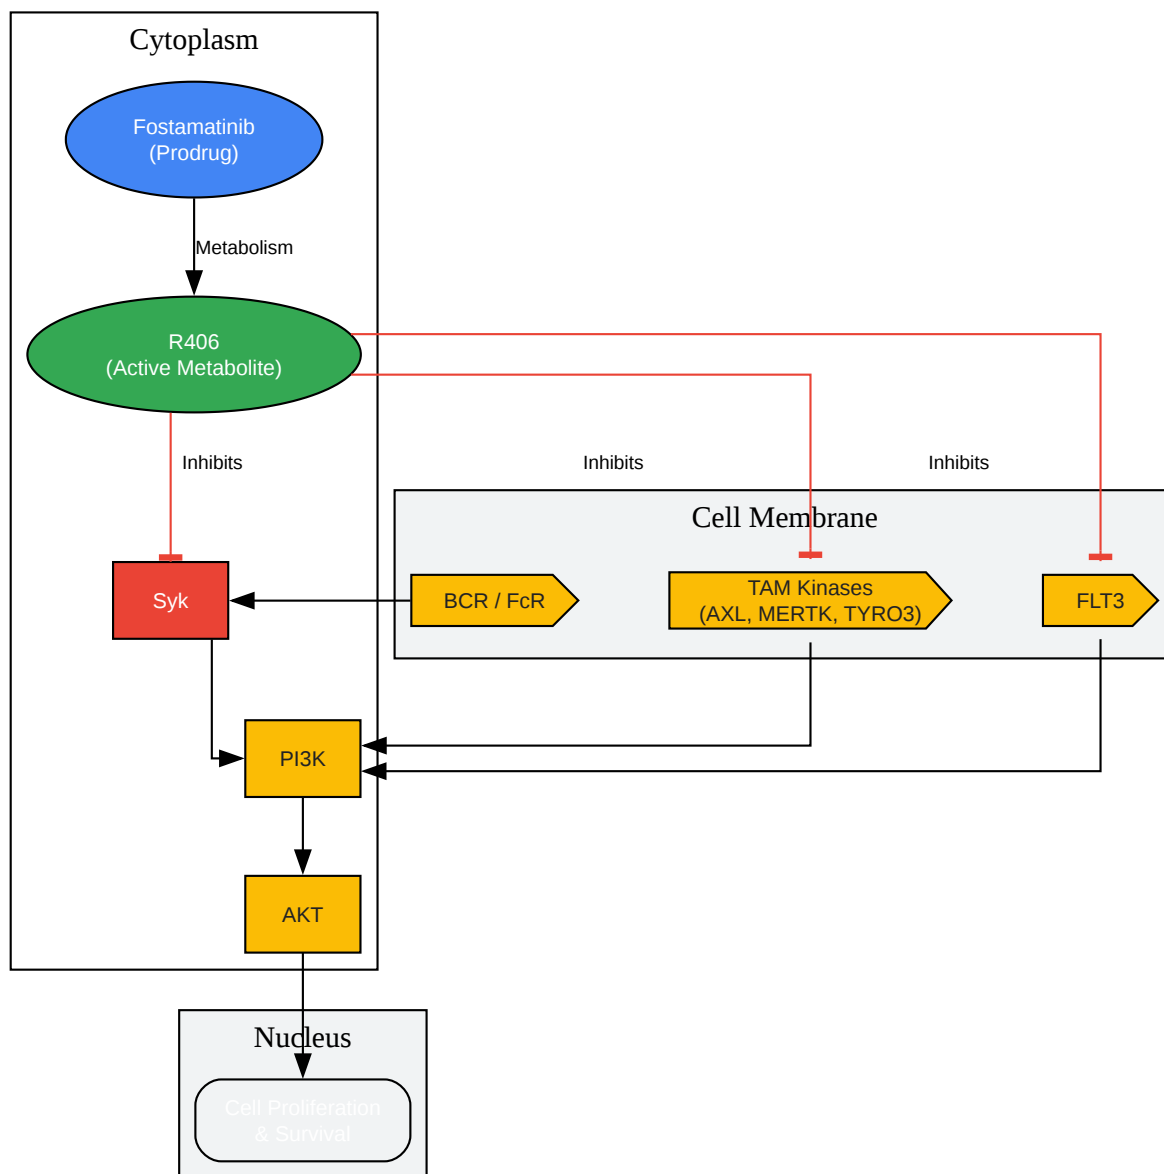 Cytoplasm
Fostamatinib
(Prodrug)
Metabolism
R406
(Active Metabolite)
Inhibits
Inhibits
Inhibits
Cell Membrane
Syk
BCR / FcR
TAM Kinases
(AXL, MERTK, TYRO3)
FLT3
PI3K
AKT
Nucleus
Cell Proliferation
& Survival